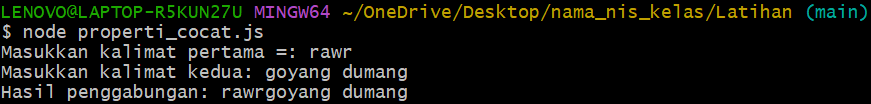 LENOVO@LAPTOP-R5KUN27U MINGW64 ~/OneDrive/Desktop/nama_nis_kelas/Latihan (main)
$ node properti_cocat.js
Masukkan kalimat pertama =: rawr
Masukkan kalimat kedua: goyang dumang
Hasil penggabungan: rawrgoyang dumang